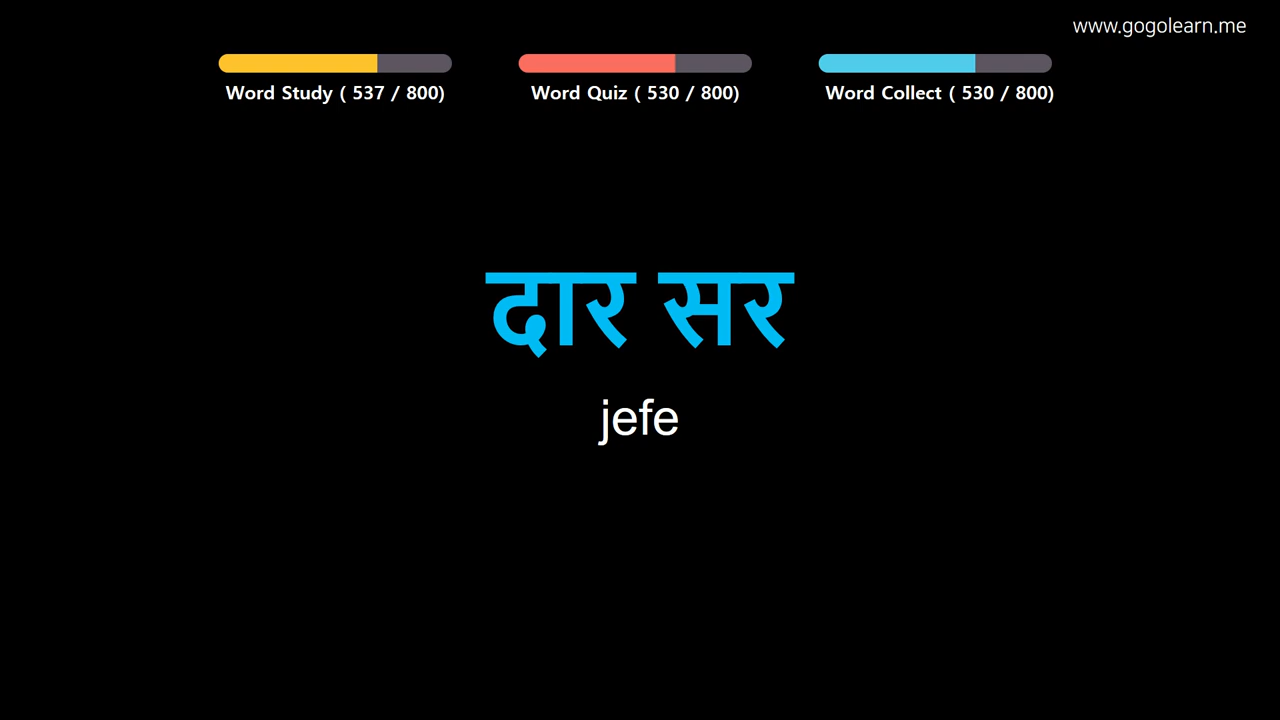 www.gogolearn.me
Word Study ( 537 / 800)
Word Quiz ( 530 / 800)
Word Collect ( 530 / 800)
दार सर
jefe